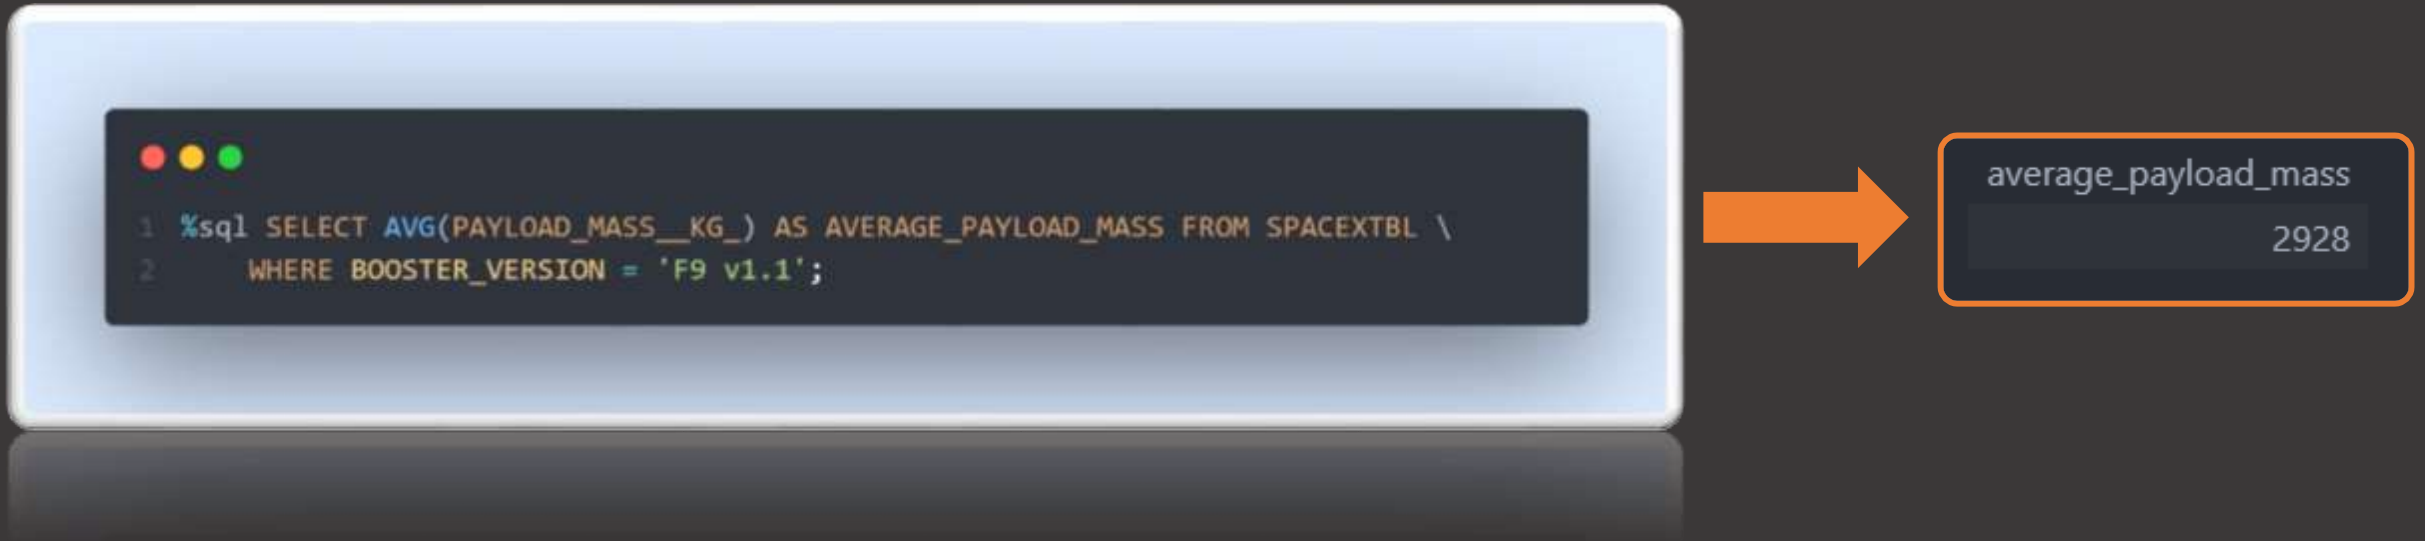 1 %sql SELECT AVG(PAYLOAD_MASS__KG_) AS AVERAGE_PAYLOAD_MASS FROM SPACEXTBL \
2 WHERE BOOSTER_VERSION = 'F9 v1.1';
average_payload_mass
2928